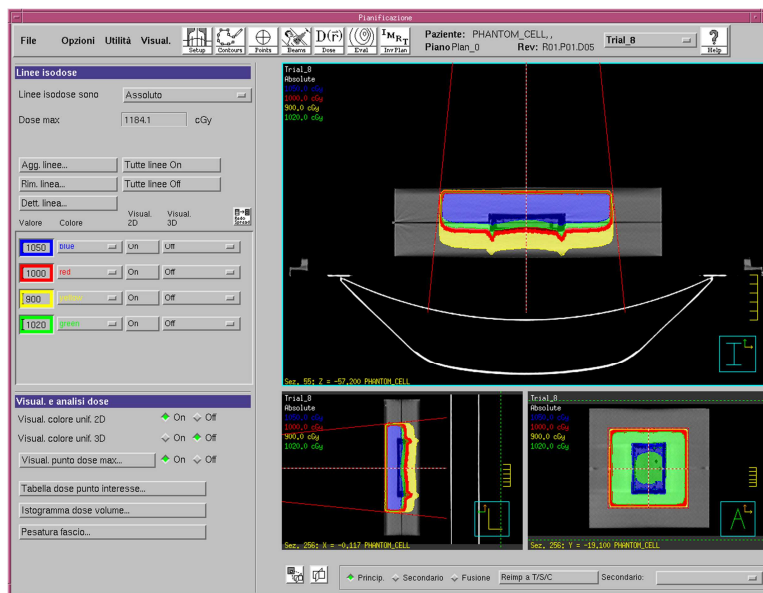 Pianificazione
File Opzioni Utilità Visual.
Setup Contours Points Beams D(r̄) Dose Eval IMRT InvPlan
Paziente: PHANTOM_CELL,,
Piano Plan_0 Rev: R01.P01.D05
Trial_8
? Help
Linee isodose
Linee isodose sono Assoluto
Dose max 1184.1 cGy
Agg. linee... Tutte linee On
Rim. linea... Tutte linee Off
Dett. linea...
Valore Colore Visual. 2D Visual. 3D Redo Spread
1050 blue On Off
1000 red On Off
900 yellow On Off
1020 green On Off
Visual. e analisi dose
Visual. colore unif. 2D On Off
Visual. colore unif. 3D On Off
Visual. punto dose max... On Off
Tabella dose punto interesse...
Istogramma dose volume...
Pesatura fascio...
Trial_8
Absolute
1050,0 cGy
1000,0 cGy
900,0 cGy
1020,0 cGy
Sez. 55: Z = -57,200 PHANTOM_CELL
Trial_8
Absolute
1050,0 cGy
1000,0 cGy
900,0 cGy
1020,0 cGy
Sez. 256: X = -0,117 PHANTOM_CELL
Trial_8
Absolute
1050,0 cGy
1000,0 cGy
900,0 cGy
1020,0 cGy
A
Sez. 256: Y = -19,100 PHANTOM_CELL
Princip. Secondario Fusione Reimp a T/S/C Secondario: